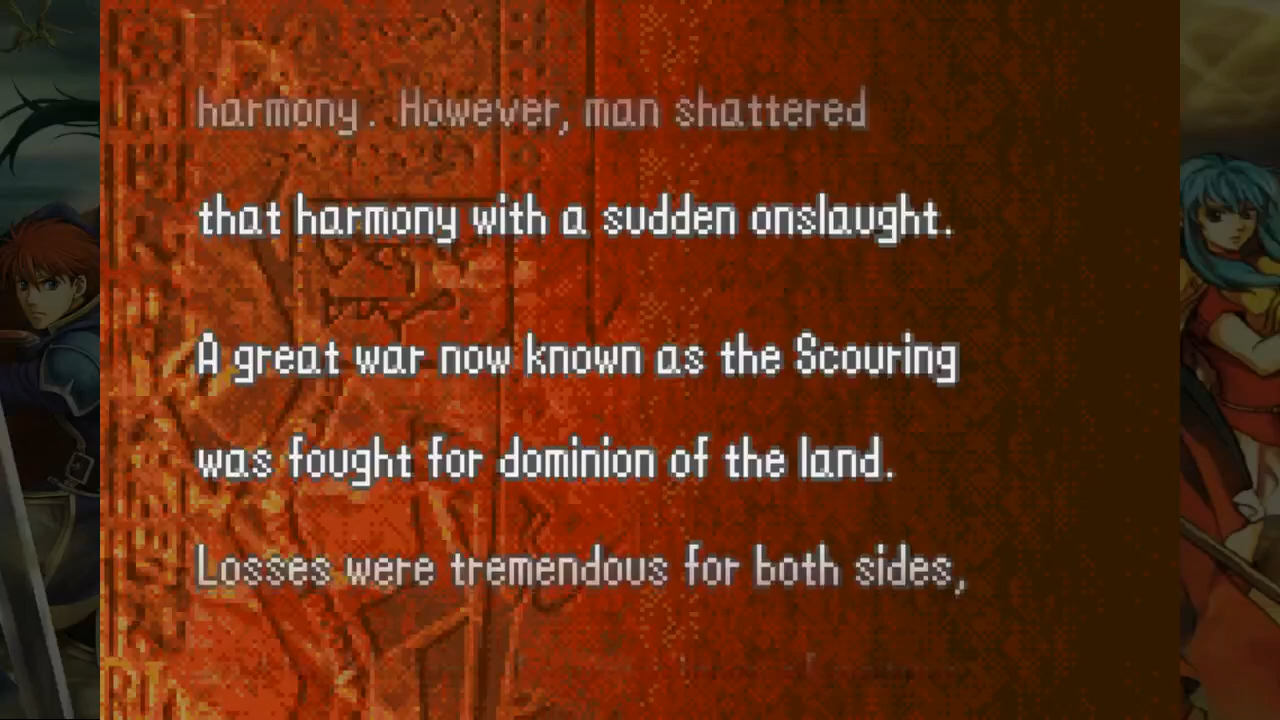 harmony. However, man shattered
that harmony with a sudden onslaught.
A great war now known as the Scouring
was fought for dominion of the land.
Losses were tremendous for both sides,